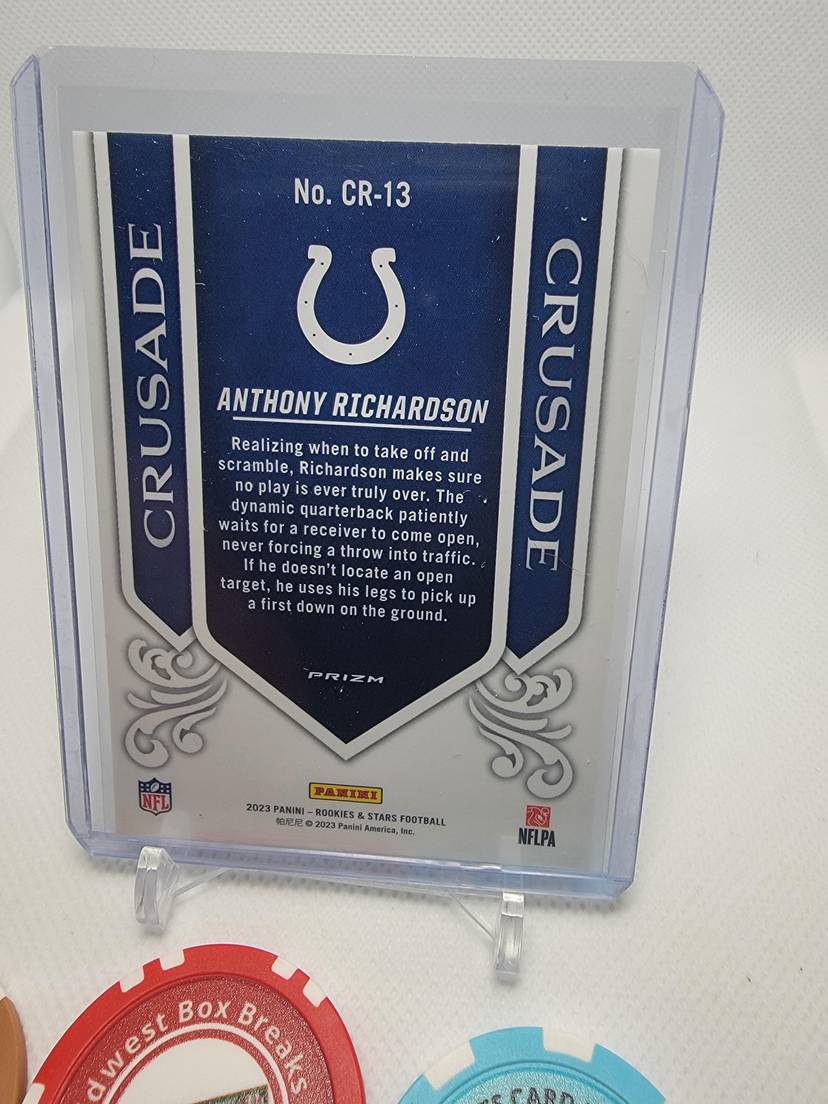 No. CR-13
CRUSADE
CRUSADE
ANTHONY RICHARDSON
Realizing when to take off and
scramble, Richardson makes sure
no play is ever truly over. The
dynamic quarterback patiently
waits for a receiver to come open,
never forcing a throw into traffic.
If he doesn't locate an open
target, he uses his legs to pick up
a first down on the ground.
PRIZM
NFL
PANINI
2023 PANINI – ROOKIES & STARS FOOTBALL
帕尼尼 © 2023 Panini America, Inc.
NFLPA
dwest Box Breaks
CARD